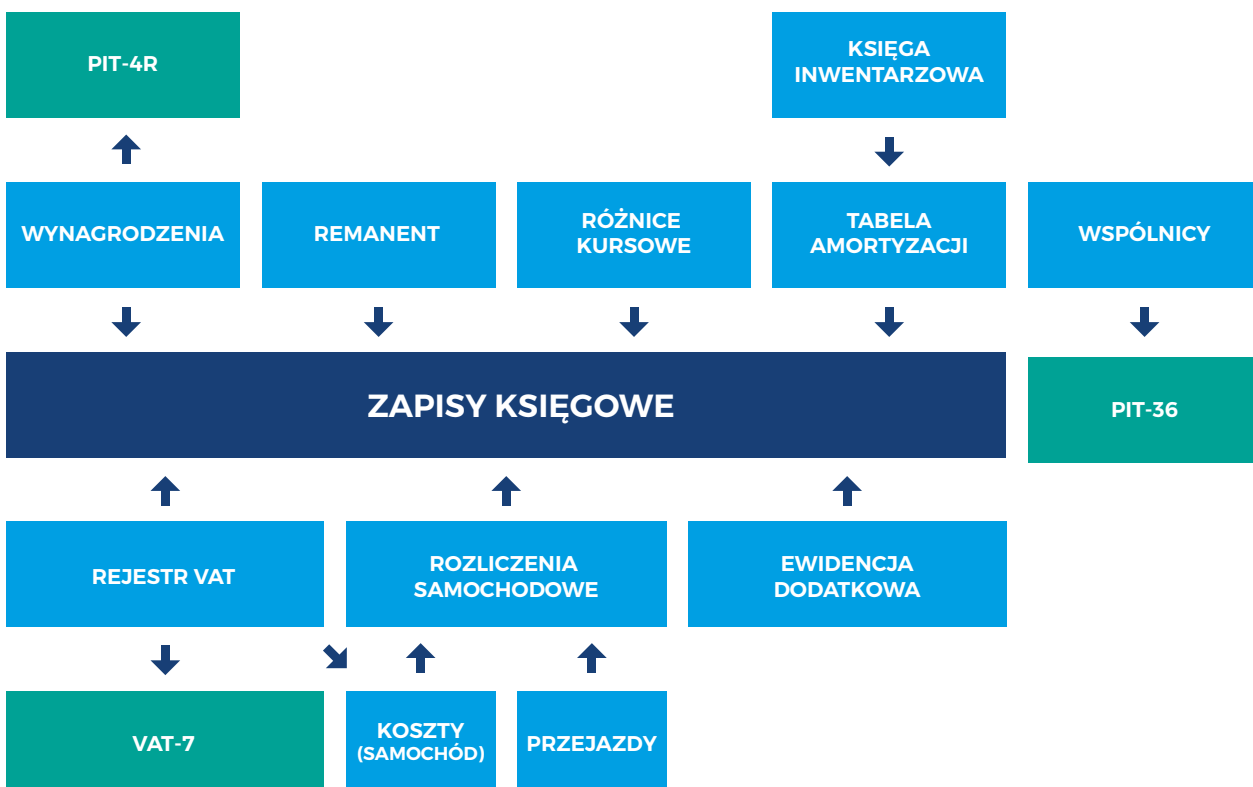 PIT-4R
KSIĘGA
INWENTARZOWA
WYNAGRODZENIA
REMANENT
RÓŻNICE
KURSOWE
TABELA
AMORTYZACJI
WSPÓLNICY
ZAPISY KSIĘGOWE
PIT-36
REJESTR VAT
ROZLICZENIA
SAMOCHODOWE
EWIDENCJA
DODATKOWA
VAT-7
KOSZTY
(SAMOCHÓD)
PRZEJAZDY